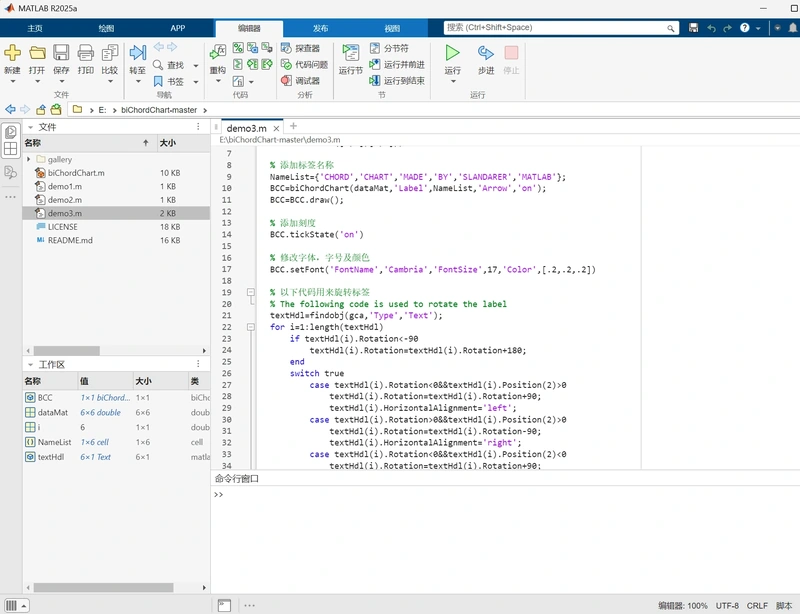 MATLAB R2025a
主页 绘图 APP 编辑器 发布 视图 搜索 (Ctrl+Shift+Space)
新建 打开 保存 打印 比较 转至 查找 书签 重构 探查器 代码问题 调试器 运行节 分节符 运行并前进 运行到结束 运行 步进 停止
文件 导航 代码 分析 节 运行
E: biChordChart-master
文件
名称 大小
gallery
biChordChart.m 10 KB
demo1.m 1 KB
demo2.m 1 KB
demo3.m 2 KB
LICENSE 18 KB
README.md 16 KB
工作区
名称 值 大小 类
BCC 1×1 biChord... 1×1 biCho
dataMat 6×6 double 6×6 doub
i 6 1×1 doub
NameList 1×6 cell 1×6 cell
textHdl 6×1 Text 6×1 matla
demo3.m
E:\biChordChart-master\demo3.m
7
8 % 添加标签名称
9 NameList={'CHORD','CHART','MADE','BY','SLANDARER','MATLAB'};
10 BCC=biChordChart(dataMat,'Label',NameList,'Arrow','on');
11 BCC=BCC.draw();
12
13 % 添加刻度
14 BCC.tickState('on')
15
16 % 修改字体，字号及颜色
17 BCC.setFont('FontName','Cambria','FontSize',17,'Color',[.2,.2,.2])
18
19 % 以下代码用来旋转标签
20 % The following code is used to rotate the label
21 textHdl=findobj(gca,'Type','Text');
22 for i=1:length(textHdl)
23 if textHdl(i).Rotation<-90
24 textHdl(i).Rotation=textHdl(i).Rotation+180;
25 end
26 switch true
27 case textHdl(i).Rotation<0&&textHdl(i).Position(2)>0
28 textHdl(i).Rotation=textHdl(i).Rotation+90;
29 textHdl(i).HorizontalAlignment='left';
30 case textHdl(i).Rotation>0&&textHdl(i).Position(2)>0
31 textHdl(i).Rotation=textHdl(i).Rotation-90;
32 textHdl(i).HorizontalAlignment='right';
33 case textHdl(i).Rotation<0&&textHdl(i).Position(2)<0
34 textHdl(i).Rotation=textHdl(i).Rotation+90;
命令行窗口
>>
编辑器: 100% UTF-8 CRLF 脚本